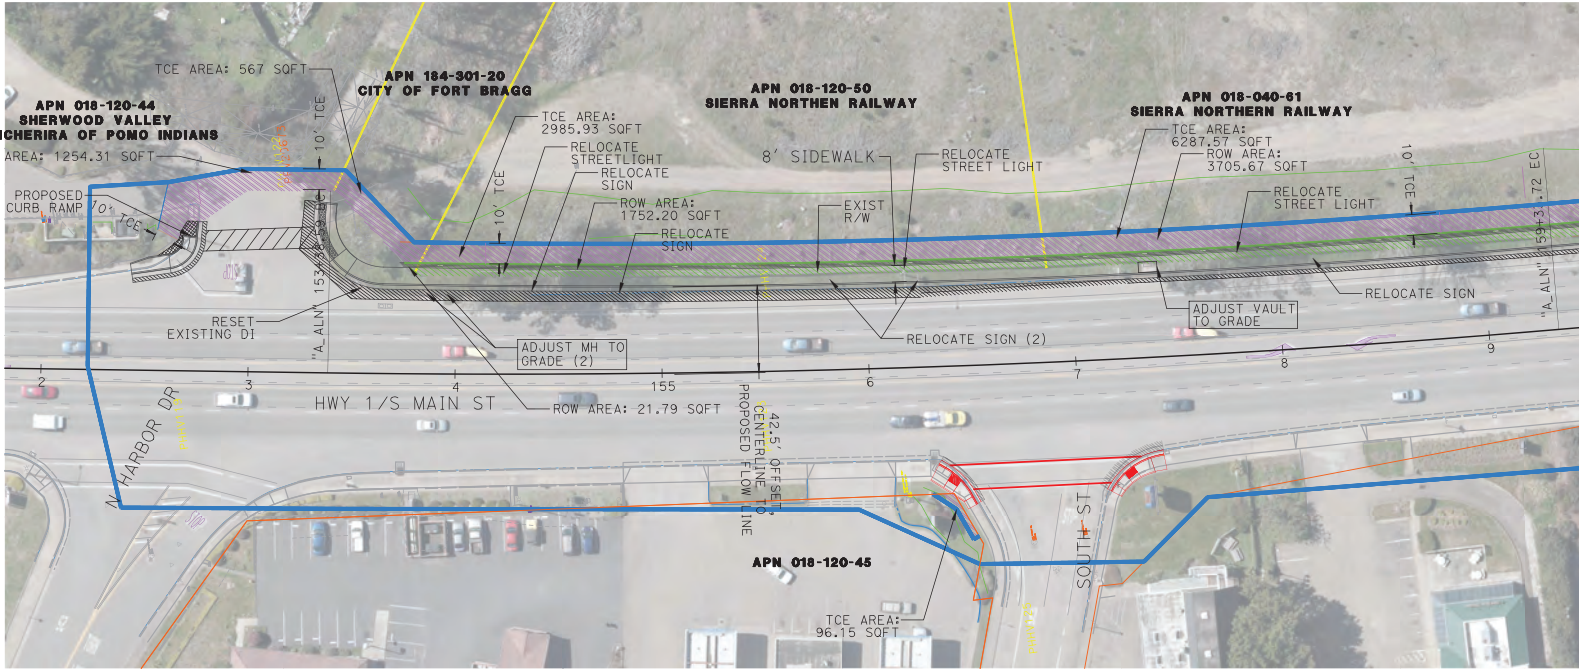 TCE AREA: 567 SQFT
APN 184-301-20
CITY OF FORT BRAGG
APN 018-120-50
SIERRA NORTHEN RAILWAY
APN 018-040-61
SIERRA NORTHERN RAILWAY
APN 018-120-44
SHERWOOD VALLEY
NCHERIRA OF POMO INDIANS
AREA: 1254.31 SQFT
PROPOSED
CURB RAMP
10' TCE
10' TCE
TCE AREA:
2985.93 SQFT
RELOCATE
STREETLIGHT
RELOCATE
SIGN
10' TCE
ROW AREA:
1752.20 SQFT
RELOCATE
SIGN
8' SIDEWALK
RELOCATE
STREET LIGHT
EXIST
R/W
TCE AREA:
6287.57 SQFT
ROW AREA:
3705.67 SQFT
RELOCATE
STREET LIGHT
10' TCE
RESET
EXISTING DI
ADJUST MH TO
GRADE (2)
RELOCATE SIGN (2)
ADJUST VAULT
TO GRADE
RELOCATE SIGN
2
3
4
155
6
7
8
9
HWY 1/S MAIN ST
ROW AREA: 21.79 SQFT
N HARBOR DR
42.5' OFFSET,
CENTERLINE TO
PROPOSED FLOW LINE
SOUTH ST
APN 018-120-45
TCE AREA:
96.15 SQFT